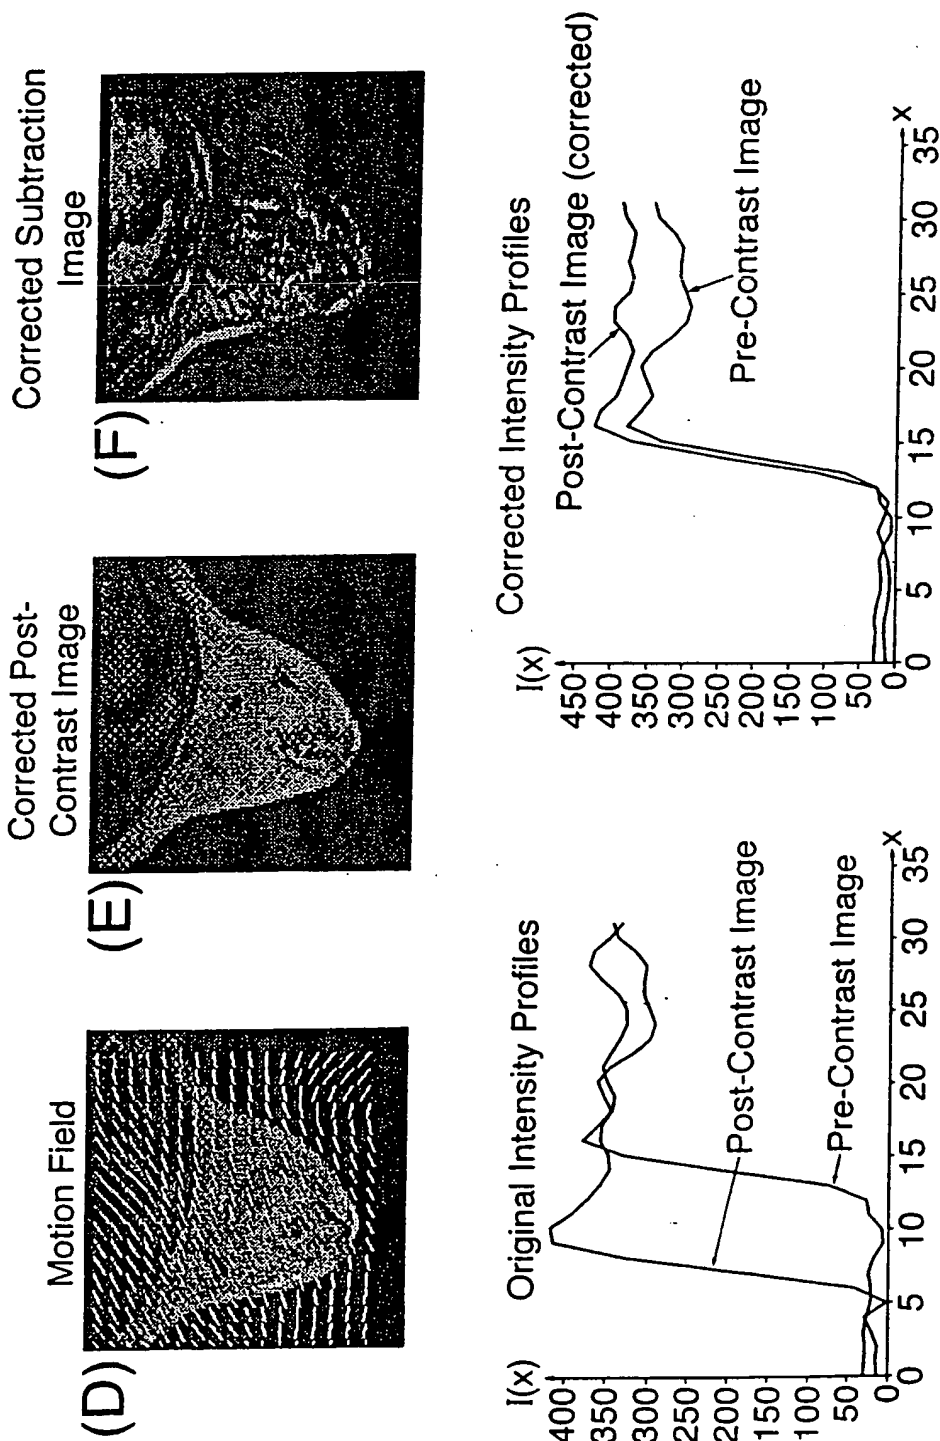 (D)
Motion Field
(E)
Corrected Post-
Contrast Image
(F)
Corrected Subtraction
Image
Original Intensity Profiles
I(x)
400
350
300
250
200
150
100
50
0
0 5 10 15 20 25 30 35 x
Post-Contrast Image
Pre-Contrast Image
Corrected Intensity Profiles
I(x)
450
400
350
300
250
200
150
100
50
0
0 5 10 15 20 25 30 35 x
Post-Contrast Image (corrected)
Pre-Contrast Image